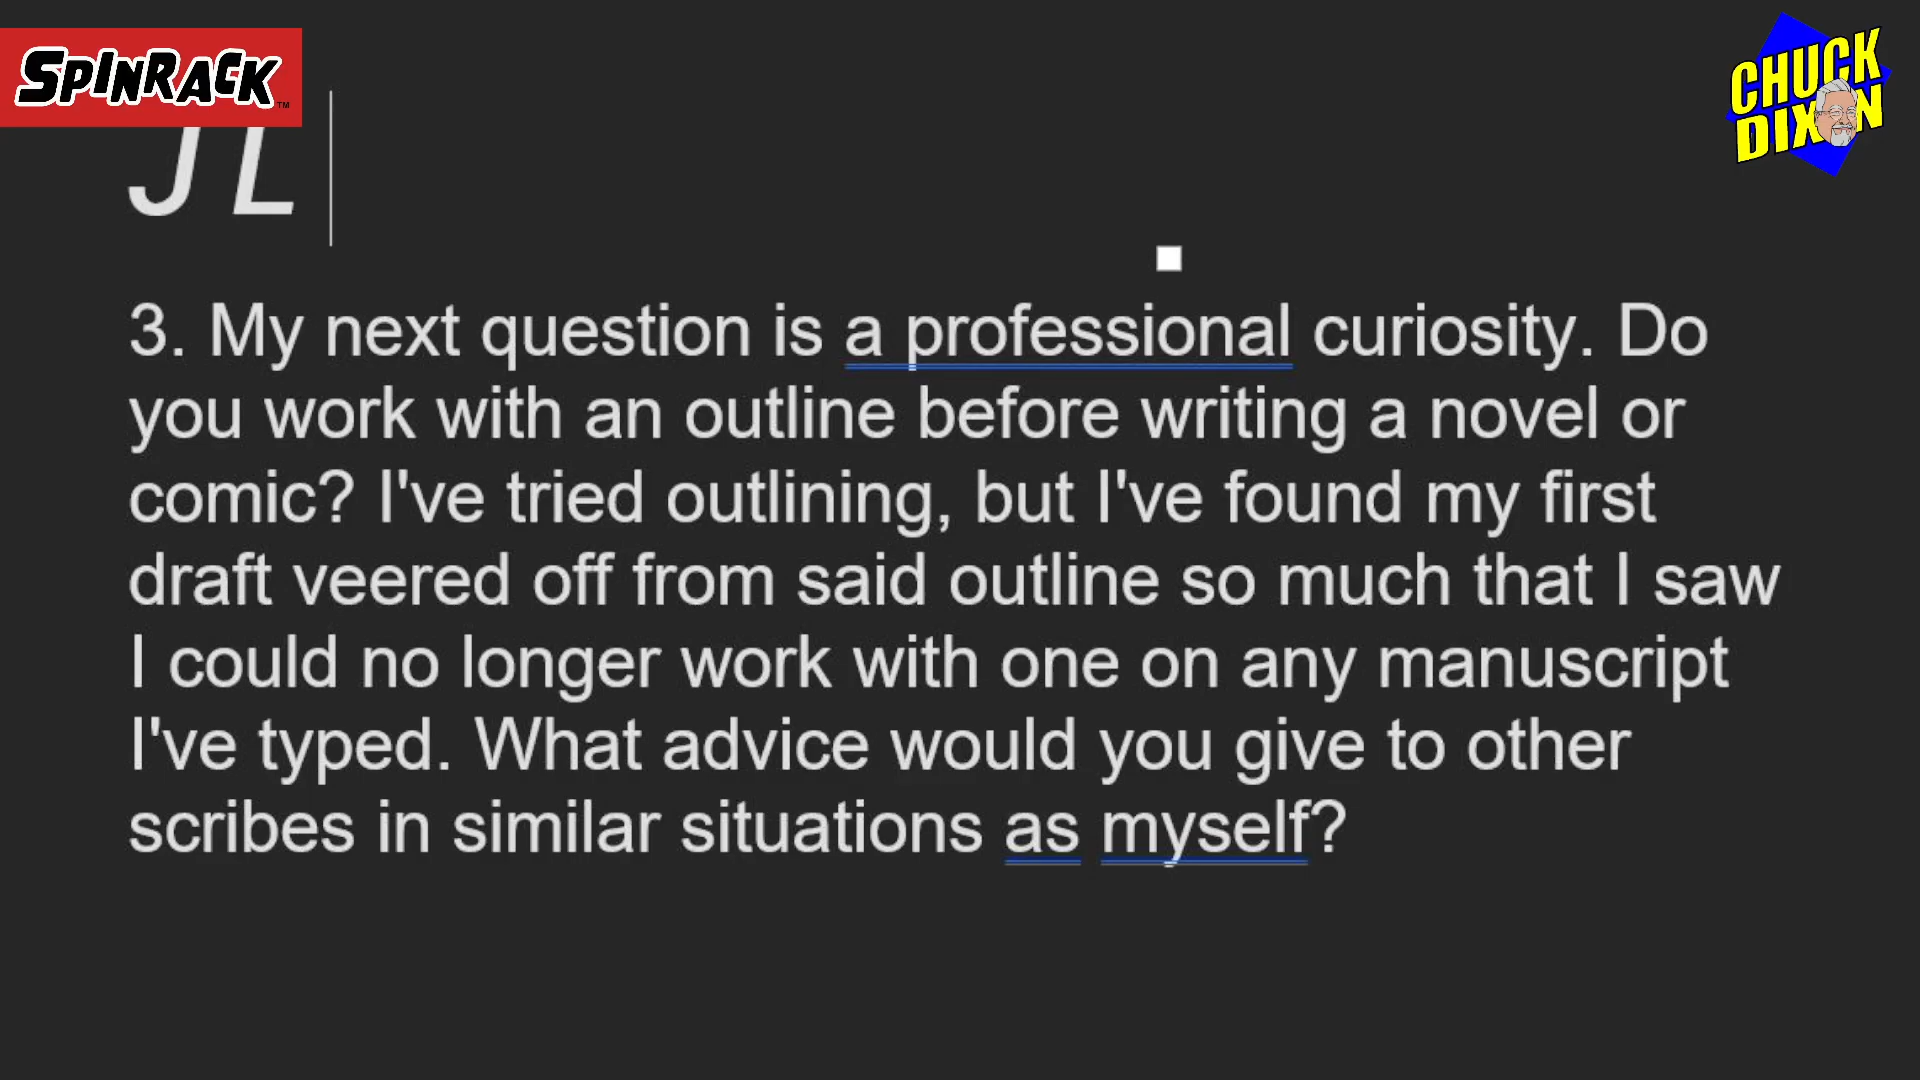 SPINRACK™
CHUCK
DIXON
J L
3. My next question is a professional curiosity. Do
you work with an outline before writing a novel or
comic? I've tried outlining, but I've found my first
draft veered off from said outline so much that I saw
I could no longer work with one on any manuscript
I've typed. What advice would you give to other
scribes in similar situations as myself?